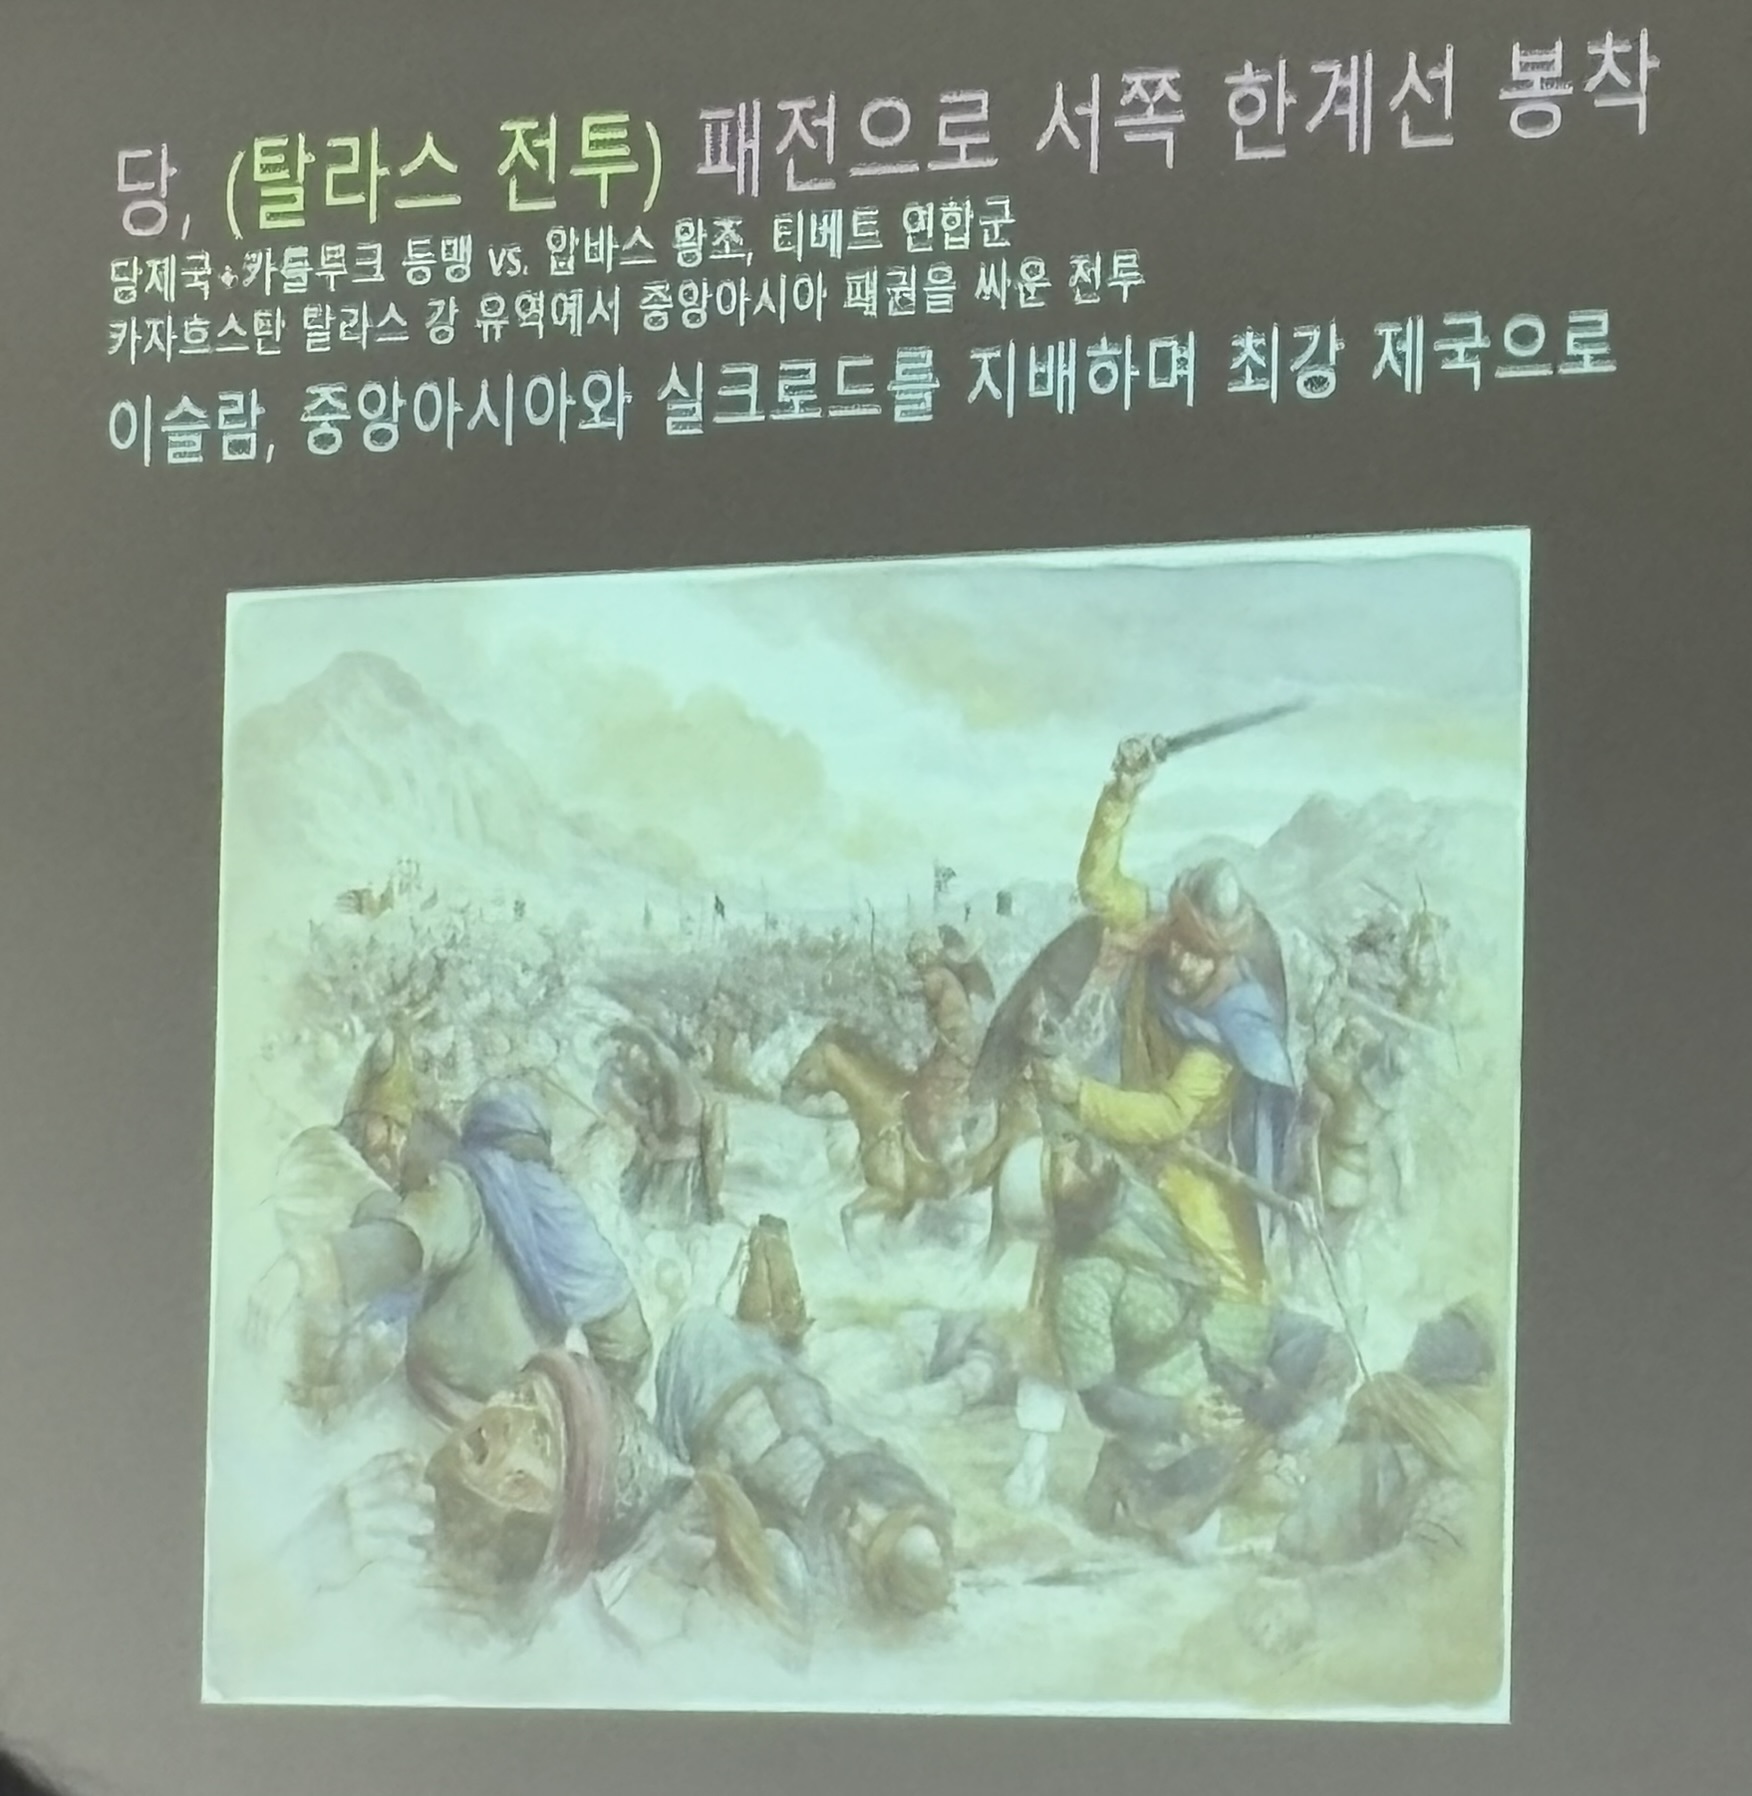 당, (탈라스 전투) 패전으로 서쪽 한계선 봉착
당제국+카를루크 동맹 vs. 압바스 왕조, 티베트 연합군
카자흐스탄 탈라스 강 유역에서 중앙아시아 패권을 싸운 전투
이슬람, 중앙아시아와 실크로드를 지배하며 최강 제국으로